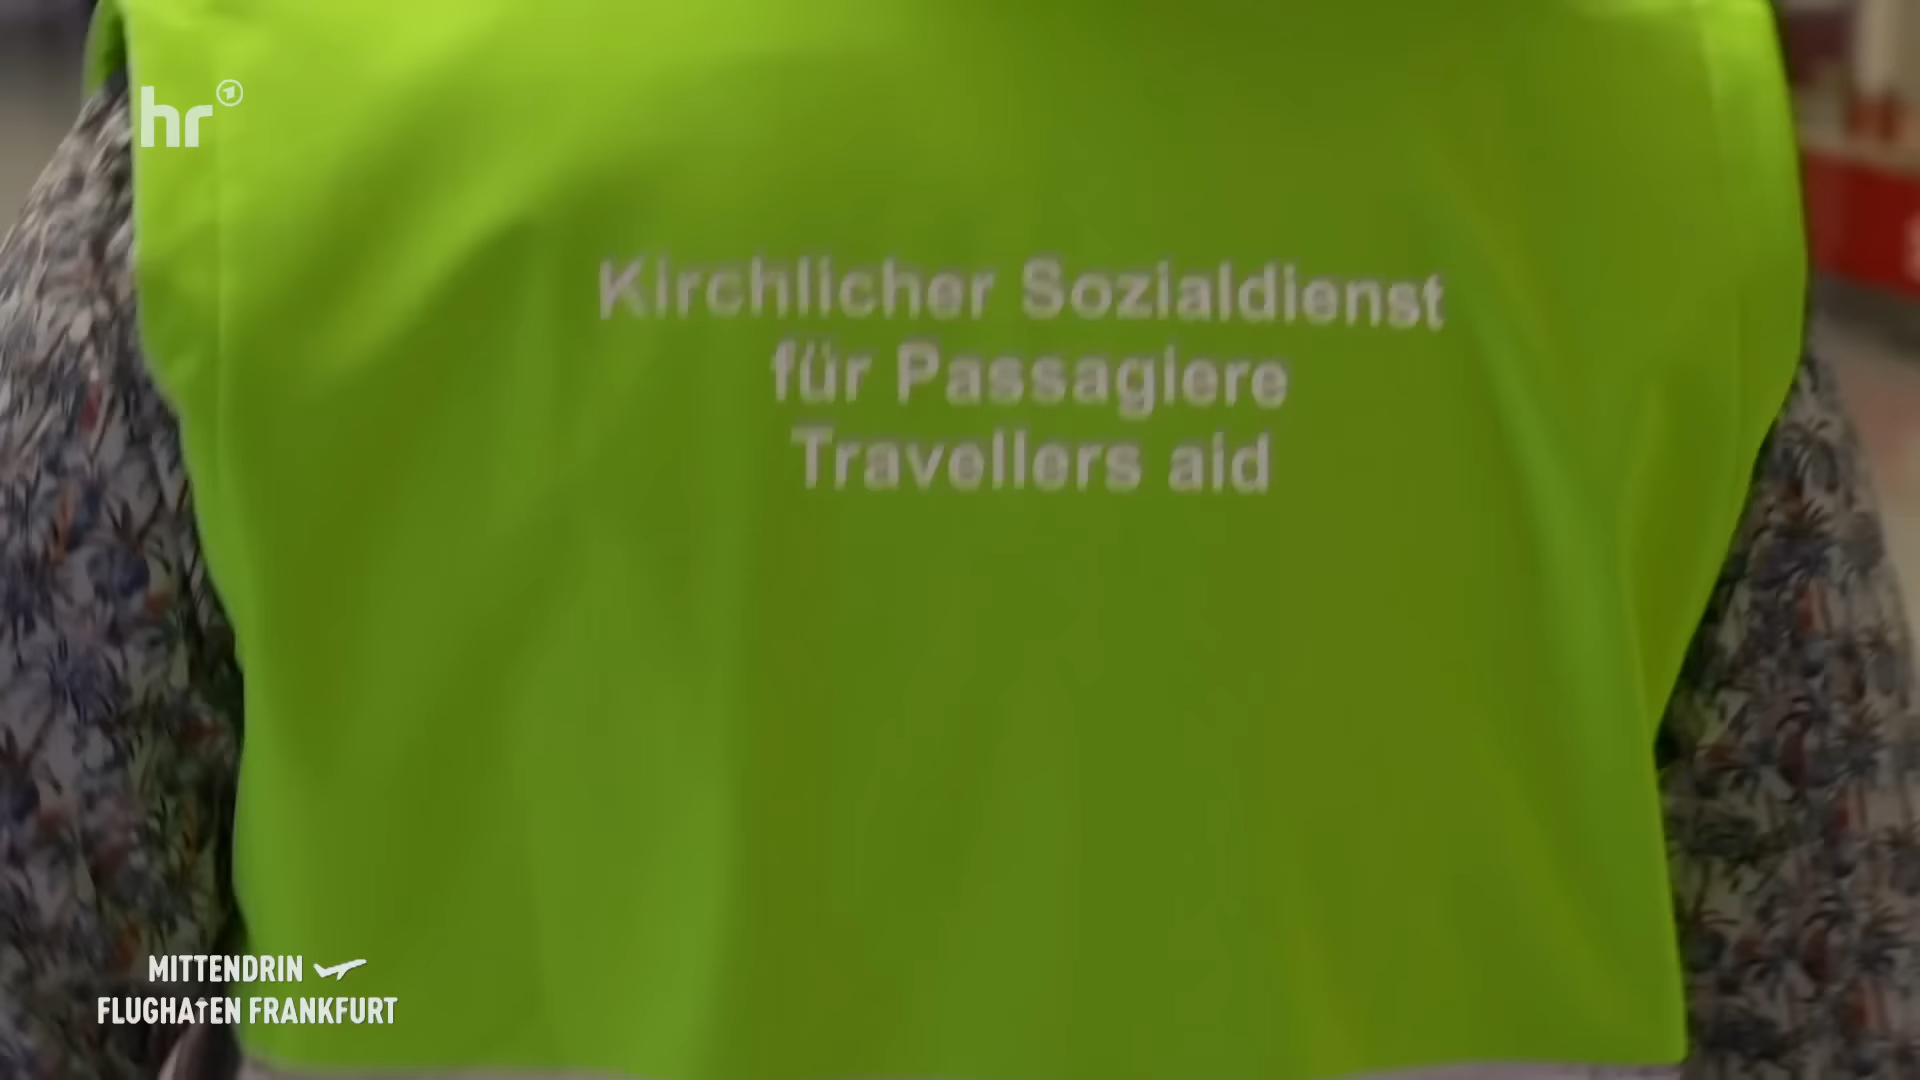 hr
Kirchlicher Sozialdienst
für Passagiere
Travellers aid
MITTENDRIN
FLUGHAFEN FRANKFURT